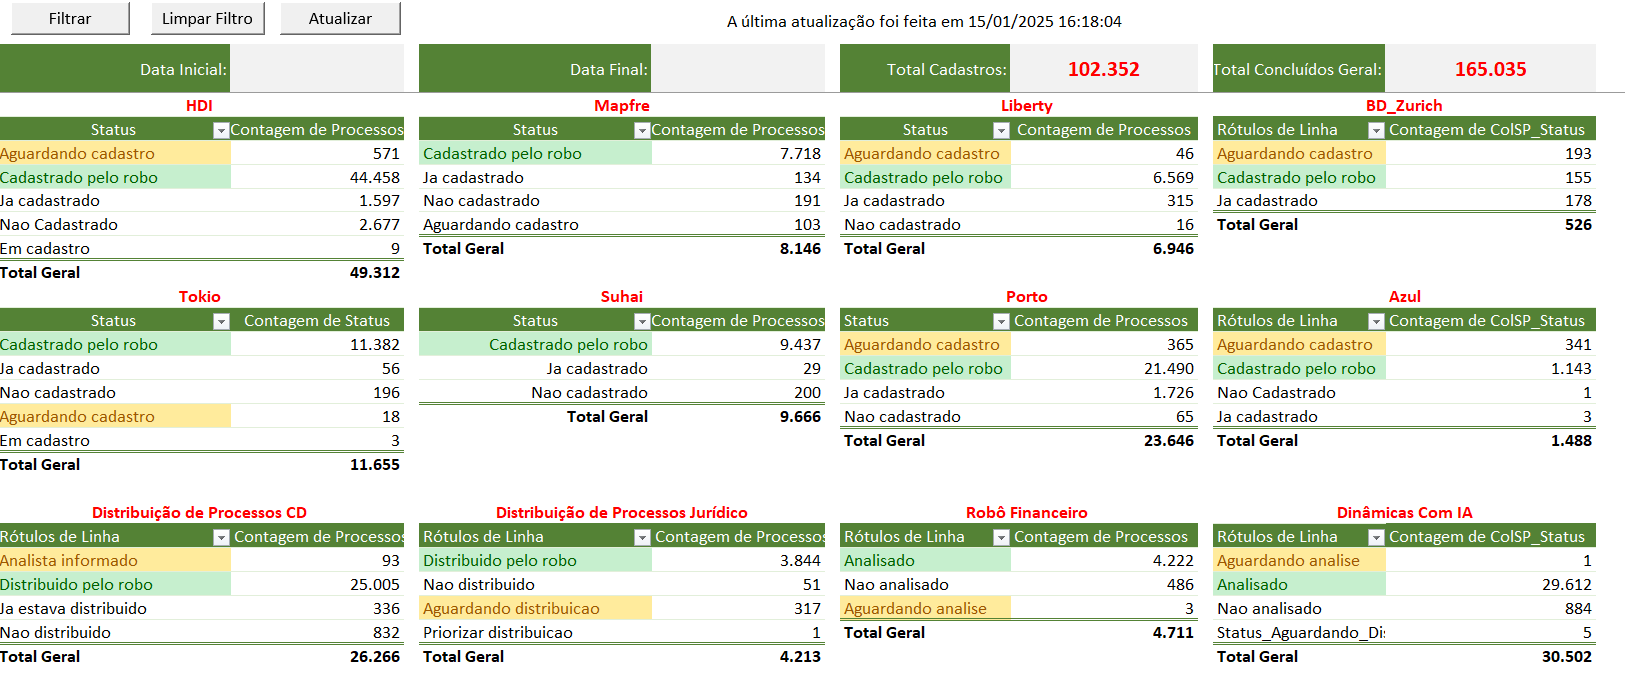 Filtrar Limpar Filtro Atualizar A última atualização foi feita em 15/01/2025 16:18:04
Data Inicial: Data Final: Total Cadastros: 102.352 Total Concluídos Geral: 165.035
HDI
Status Contagem de Processos
Aguardando cadastro 571
Cadastrado pelo robo 44.458
Ja cadastrado 1.597
Nao Cadastrado 2.677
Em cadastro 9
Total Geral 49.312
Mapfre
Status Contagem de Processos
Cadastrado pelo robo 7.718
Ja cadastrado 134
Nao cadastrado 191
Aguardando cadastro 103
Total Geral 8.146
Liberty
Status Contagem de Processos
Aguardando cadastro 46
Cadastrado pelo robo 6.569
Ja cadastrado 315
Nao cadastrado 16
Total Geral 6.946
BD_Zurich
Rótulos de Linha Contagem de ColSP_Status
Aguardando cadastro 193
Cadastrado pelo robo 155
Ja cadastrado 178
Total Geral 526
Tokio
Status Contagem de Status
Cadastrado pelo robo 11.382
Ja cadastrado 56
Nao cadastrado 196
Aguardando cadastro 18
Em cadastro 3
Total Geral 11.655
Suhai
Status Contagem de Processos
Cadastrado pelo robo 9.437
Ja cadastrado 29
Nao cadastrado 200
Total Geral 9.666
Porto
Status Contagem de Processos
Aguardando cadastro 365
Cadastrado pelo robo 21.490
Ja cadastrado 1.726
Nao cadastrado 65
Total Geral 23.646
Azul
Rótulos de Linha Contagem de ColSP_Status
Aguardando cadastro 341
Cadastrado pelo robo 1.143
Nao Cadastrado 1
Ja cadastrado 3
Total Geral 1.488
Distribuição de Processos CD
Rótulos de Linha Contagem de Processos
Analista informado 93
Distribuido pelo robo 25.005
Ja estava distribuido 336
Nao distribuido 832
Total Geral 26.266
Distribuição de Processos Jurídico
Rótulos de Linha Contagem de Processos
Distribuido pelo robo 3.844
Nao distribuido 51
Aguardando distribuicao 317
Priorizar distribuicao 1
Total Geral 4.213
Robô Financeiro
Rótulos de Linha Contagem de Processos
Analisado 4.222
Nao analisado 486
Aguardando analise 3
Total Geral 4.711
Dinâmicas Com IA
Rótulos de Linha Contagem de ColSP_Status
Aguardando analise 1
Analisado 29.612
Nao analisado 884
Status_Aguardando_Di 5
Total Geral 30.502